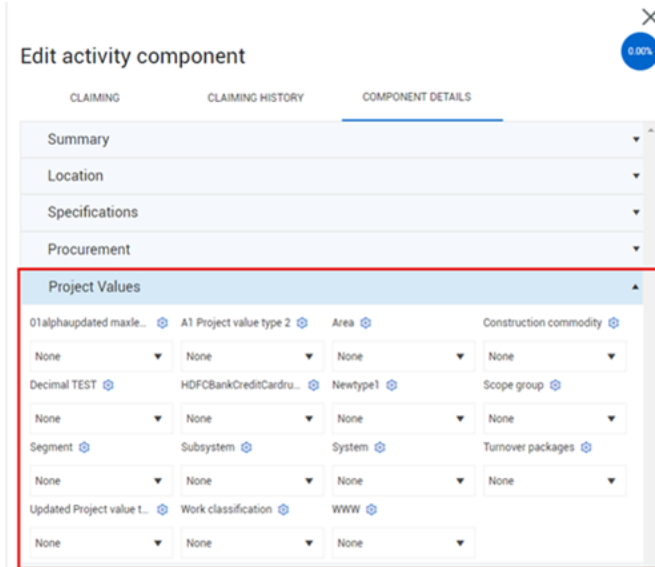 Edit activity component
0.00%
CLAIMING CLAIMING HISTORY COMPONENT DETAILS
Summary
Location
Specifications
Procurement
Project Values
01alphaupdated maxle... A1 Project value type 2 Area Construction commodity
None None None None
Decimal TEST HDFCBankCreditCardru... Newtype1 Scope group
None None None None
Segment Subsystem System Turnover packages
None None None None
Updated Project value t... Work classification WWW
None None None